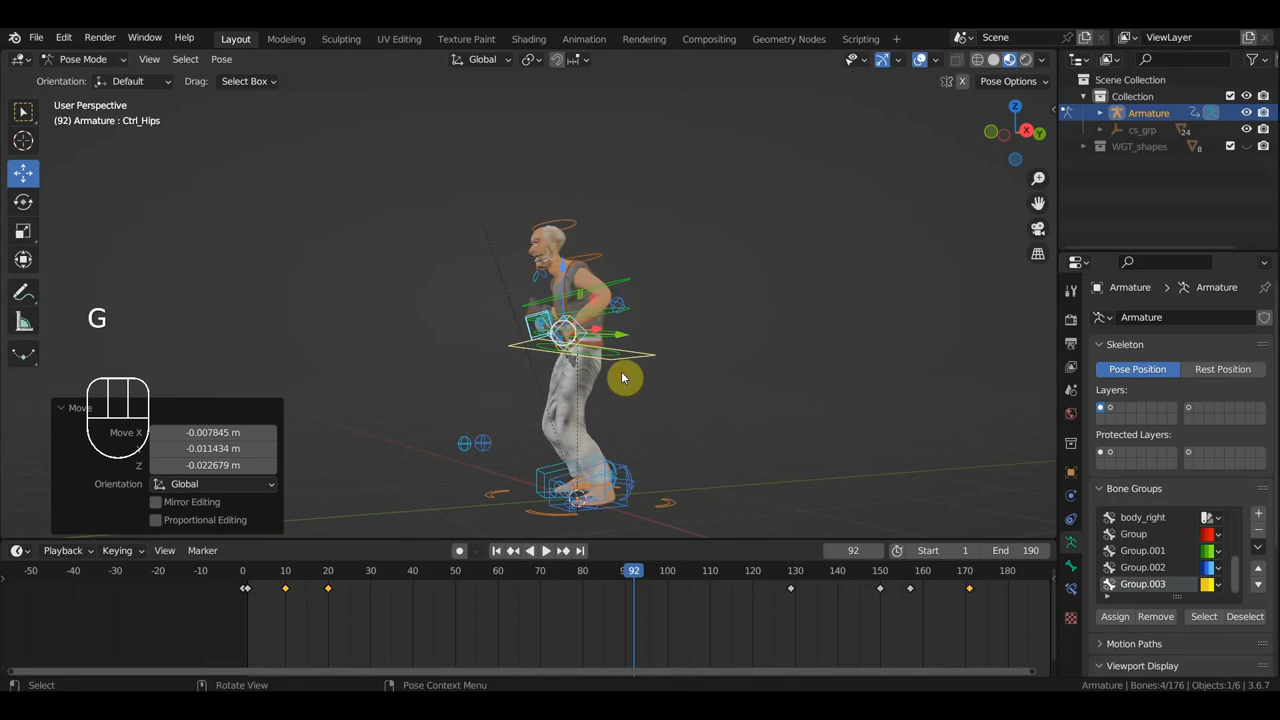 File Edit Render Window Help Layout Modeling Sculpting UV Editing Texture Paint Shading Animation Rendering Compositing Geometry Nodes Scripting + Scene ViewLayer
Pose Mode View Select Pose Global Scene Collection
Orientation: Default Drag: Select Box X Pose Options Collection
User Perspective
(92) Armature : Ctrl_Hips
Armature
cs_grp 24
WGT_shapes 8
X Y
Z
Armature Armature
Armature
G
Skeleton
Pose Position Rest Position
Layers:
Move
Move X -0.007845 m
-0.011434 m
Z -0.022679 m
Orientation Global
Mirror Editing
Proportional Editing
Protected Layers:
Bone Groups
body_right
Group
Group.001
Group.002
Group.003
Assign Remove Select Deselect
Motion Paths
Viewport Display
Playback Keying View Marker 92 Start 1 End 190
-50 -40 -30 -20 -10 0 10 20 30 40 50 60 70 80 92 100 110 120 130 140 150 160 170 180
Select Rotate View Pose Context Menu Armature | Bones:4/176 | Objects:1/6 | 3.6.7